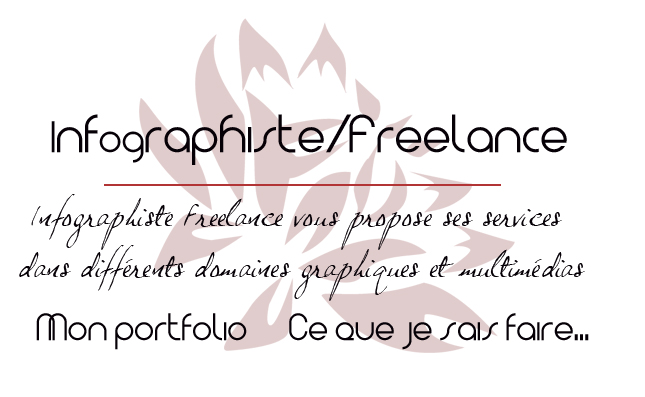 Infographiste/Freelance
Infographiste Freelance vous propose ses services
dans différents domaines graphiques et multimédias
Mon portfolio Ce que je sais faire...